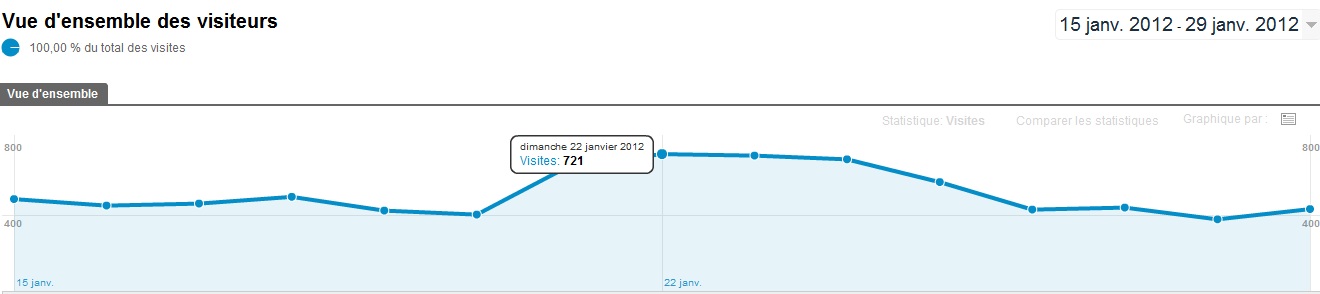 Vue d'ensemble des visiteurs
15 janv. 2012 - 29 janv. 2012
100,00 % du total des visites
Vue d'ensemble
Statistique: Visites
Comparer les statistiques
Graphique par :
dimanche 22 janvier 2012
Visites: 721
800
800
400
400
15 janv.
22 janv.